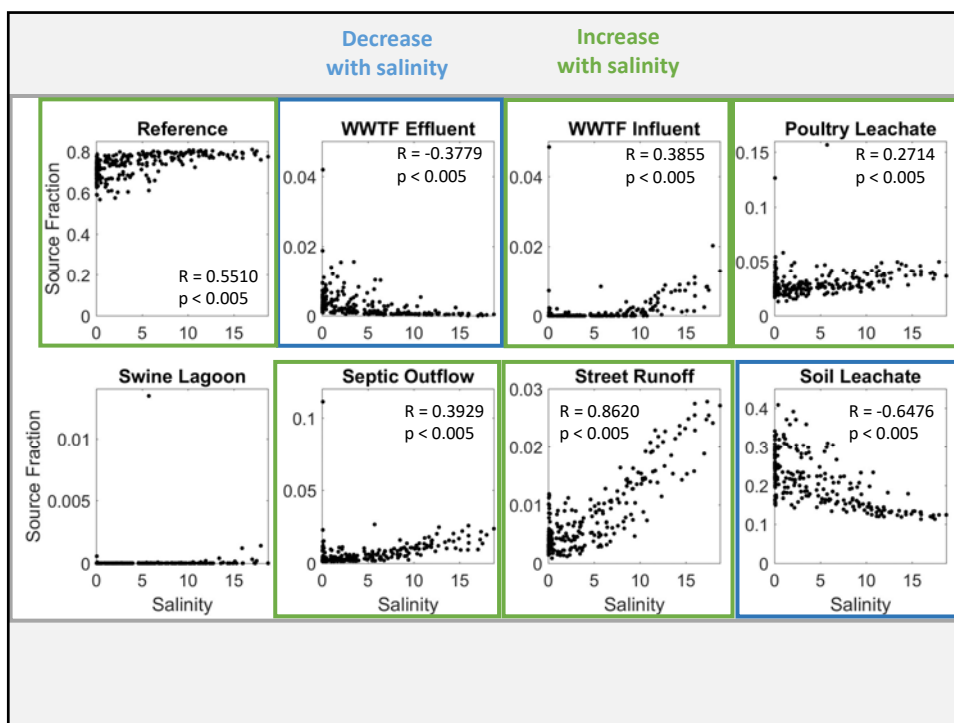 Decrease
with salinity
Increase
with salinity
Reference
Source Fraction
0.8
0.6
0.4
0.2
0
R = 0.5510
p < 0.005
0 5 10 15
WWTF Effluent
R = -0.3779
p < 0.005
0.04
0.02
0
0 5 10 15
WWTF Influent
R = 0.3855
p < 0.005
0.04
0.02
0
0 5 10 15
Poultry Leachate
R = 0.2714
p < 0.005
0.15
0.1
0.05
0
0 5 10 15
Swine Lagoon
Source Fraction
0.01
0.005
0
0 5 10 15
Salinity
Septic Outflow
R = 0.3929
p < 0.005
0.1
0.05
0
0 5 10 15
Salinity
Street Runoff
R = 0.8620
p < 0.005
0.03
0.02
0.01
0
0 5 10 15
Salinity
Soil Leachate
R = -0.6476
p < 0.005
0.4
0.3
0.2
0.1
0
0 5 10 15
Salinity